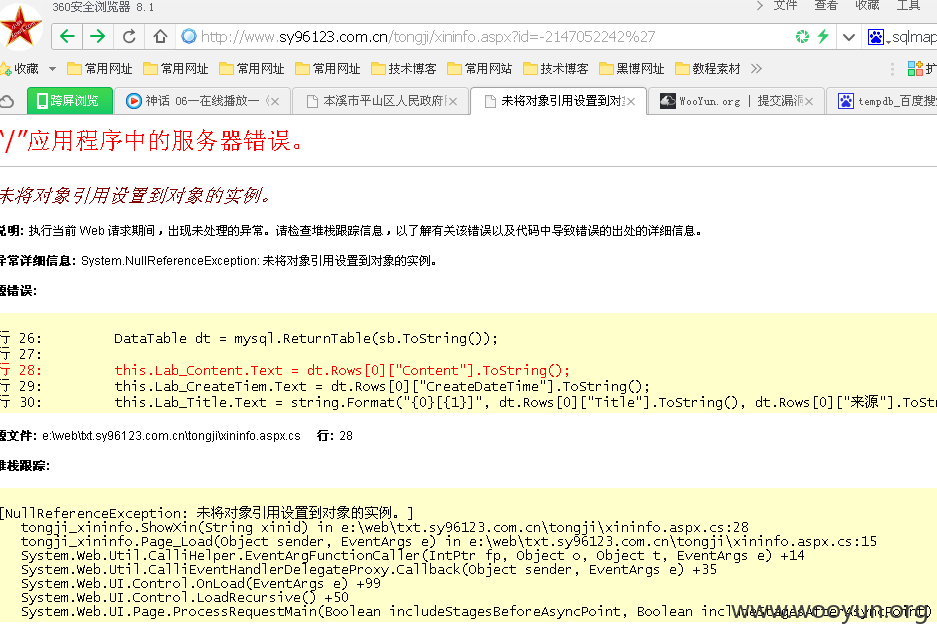 360安全浏览器 8.1
文件 查看 收藏 工具
http://www.sy96123.com.cn/tongji/xininfo.aspx?id=-2147052242%27
sqlmap
收藏 常用网址 常用网址 常用网址 常用网址 技术博客 常用网站 技术博客 黑博网址 教程素材 扩
跨屏浏览 神话 06—在线播放— 本溪市平山区人民政府 未将对象引用设置到对 WooYun.org | 提交漏洞 tempdb_百度搜
“/”应用程序中的服务器错误。
未将对象引用设置到对象的实例。
说明: 执行当前 Web 请求期间，出现未处理的异常。请检查堆栈跟踪信息，以了解有关该错误以及代码中导致错误的出处的详细信息。
异常详细信息: System.NullReferenceException: 未将对象引用设置到对象的实例。
源错误:
行 26: DataTable dt = mysql.ReturnTable(sb.ToString());
行 27:
行 28: this.Lab_Content.Text = dt.Rows[0]["Content"].ToString();
行 29: this.Lab_CreateTiem.Text = dt.Rows[0]["CreateDateTime"].ToString();
行 30: this.Lab_Title.Text = string.Format("{0}[{1}]", dt.Rows[0]["Title"].ToString(), dt.Rows[0]["来源"].ToStr
源文件: e:\web\txt.sy96123.com.cn\tongji\xininfo.aspx.cs 行: 28
堆栈跟踪:
[NullReferenceException: 未将对象引用设置到对象的实例。]
tongji_xininfo.ShowXin(String xinid) in e:\web\txt.sy96123.com.cn\tongji\xininfo.aspx.cs:28
tongji_xininfo.Page_Load(Object sender, EventArgs e) in e:\web\txt.sy96123.com.cn\tongji\xininfo.aspx.cs:15
System.Web.Util.CalliHelper.EventArgFunctionCaller(IntPtr fp, Object o, Object t, EventArgs e) +14
System.Web.Util.CalliEventHandlerDelegateProxy.Callback(Object sender, EventArgs e) +35
System.Web.UI.Control.OnLoad(EventArgs e) +99
System.Web.UI.Control.LoadRecursive() +50
System.Web.UI.Page.ProcessRequestMain(Boolean includeStagesBeforeAsyncPoint, Boolean includeStagesAfterAsyncPoint)
www.wooyun.org